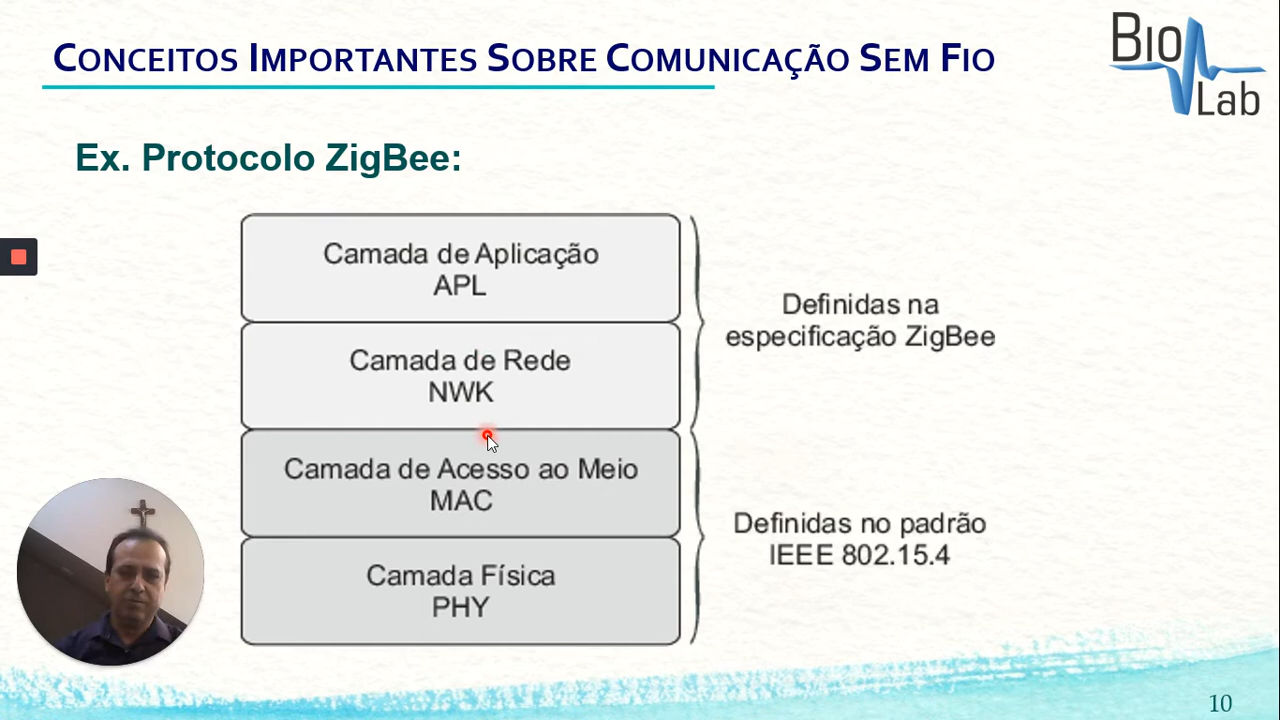 CONCEITOS IMPORTANTES SOBRE COMUNICAÇÃO SEM FIO
Bio
Lab
Ex. Protocolo ZigBee:
Camada de Aplicação
APL
Camada de Rede
NWK
Definidas na
especificação ZigBee
Camada de Acesso ao Meio
MAC
Camada Física
PHY
Definidas no padrão
IEEE 802.15.4
10